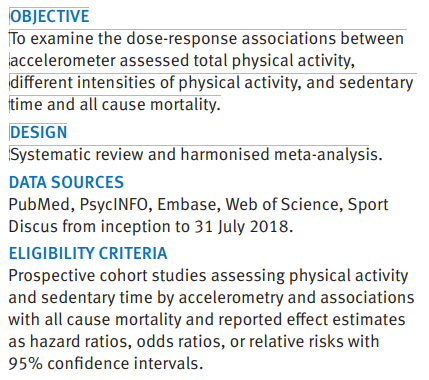 OBJECTIVE
To examine the dose-response associations between
accelerometer assessed total physical activity,
different intensities of physical activity, and sedentary
time and all cause mortality.
DESIGN
Systematic review and harmonised meta-analysis.
DATA SOURCES
PubMed, PsycINFO, Embase, Web of Science, Sport
Discus from inception to 31 July 2018.
ELIGIBILITY CRITERIA
Prospective cohort studies assessing physical activity
and sedentary time by accelerometry and associations
with all cause mortality and reported effect estimates
as hazard ratios, odds ratios, or relative risks with
95% confidence intervals.